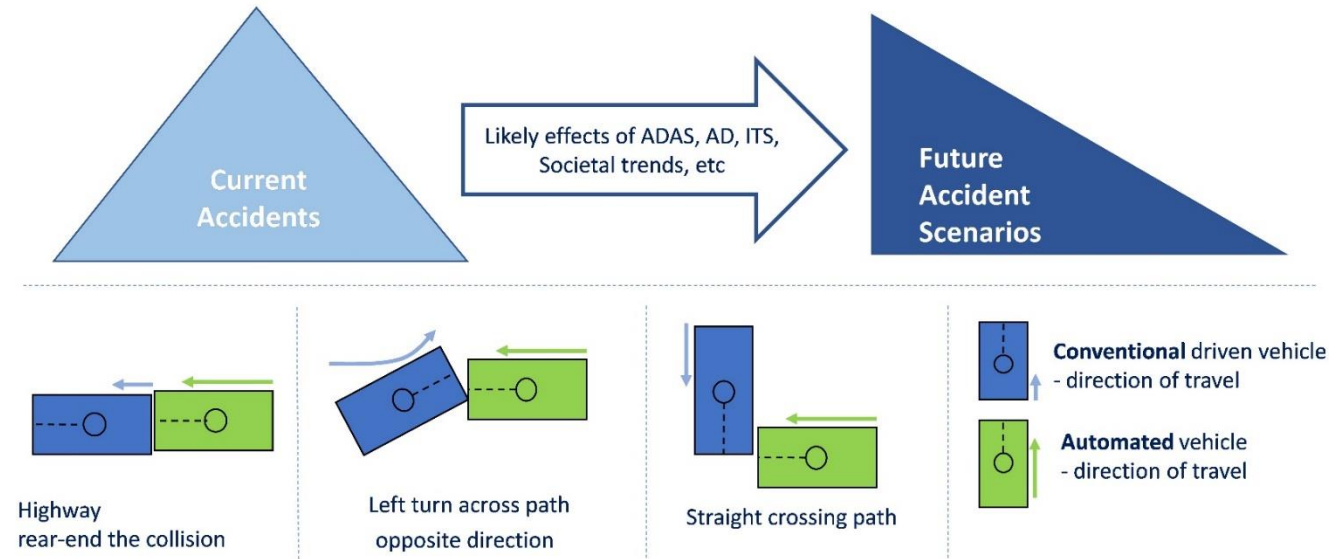 Current
Accidents
Likely effects of ADAS, AD, ITS,
Societal trends, etc
Future
Accident
Scenarios
Highway
rear-end the collision
Left turn across path
opposite direction
Straight crossing path
Conventional driven vehicle
- direction of travel
Automated vehicle
- direction of travel